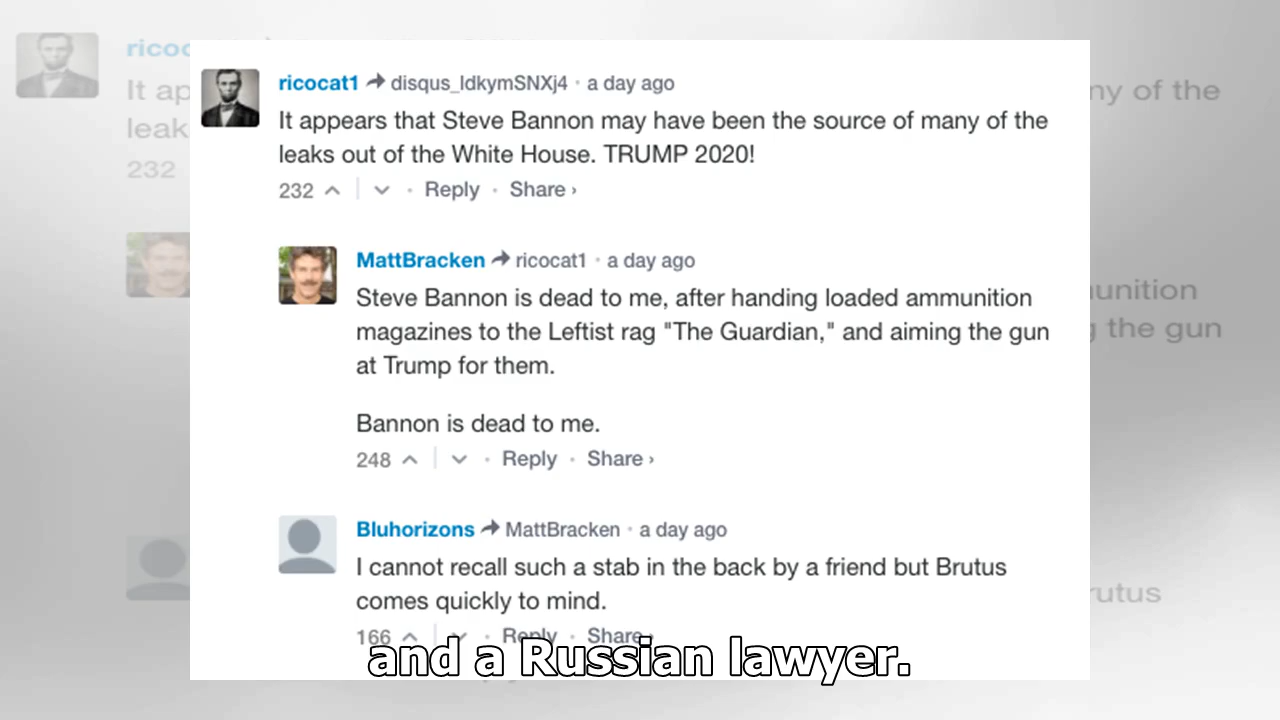 ricocat1 disqus_ldkymSNXj4 · a day ago
It appears that Steve Bannon may have been the source of many of the
leaks out of the White House. TRUMP 2020!
232 · Reply · Share ›
MattBracken ricocat1 · a day ago
Steve Bannon is dead to me, after handing loaded ammunition
magazines to the Leftist rag "The Guardian," and aiming the gun
at Trump for them.
Bannon is dead to me.
248 · Reply · Share ›
Bluhorizons MattBracken · a day ago
I cannot recall such a stab in the back by a friend but Brutus
comes quickly to mind.
166 · Reply · Share ›
and a Russian lawyer.